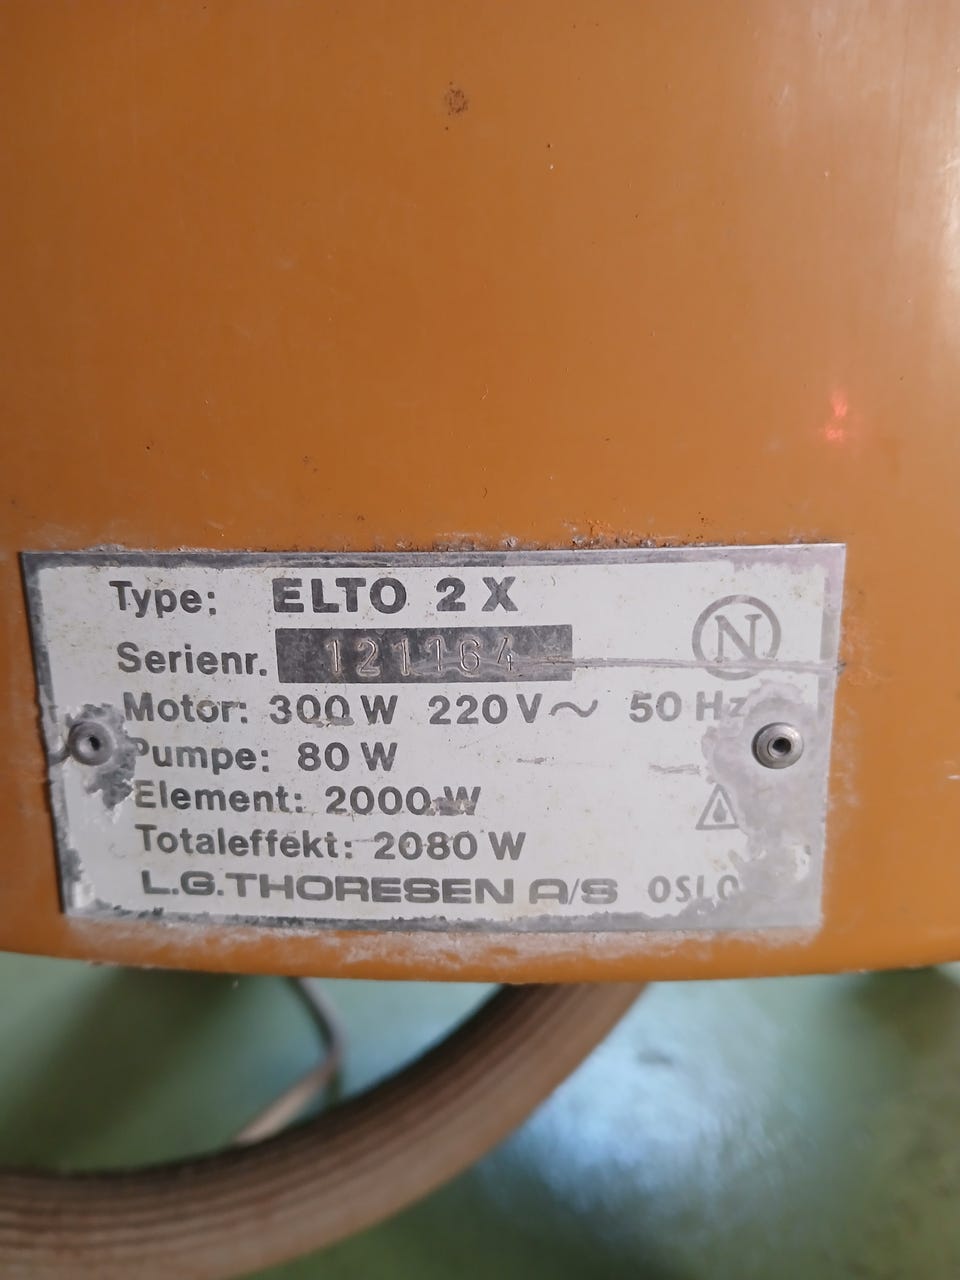 Type: ELTO 2 X
N
Serienr. 121164
Motor: 300 W 220 V ~ 50 Hz
Pumpe: 80 W
Element: 2000 W
Totaleffekt: 2080 W
L.G. THORESEN A/S OSLO